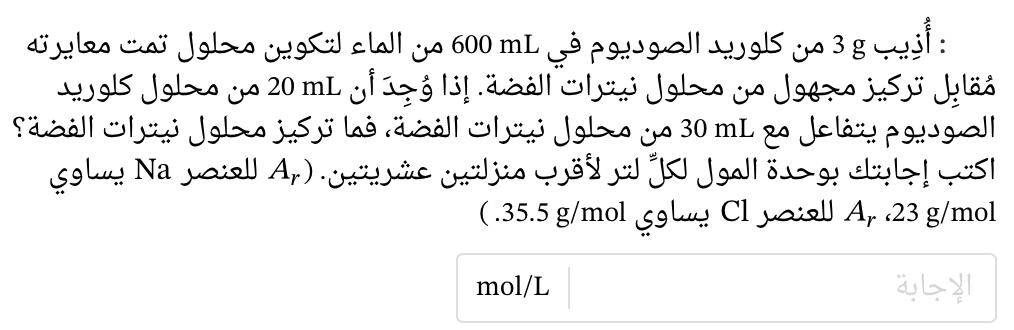 : أُذِيب 3 g من كلوريد الصوديوم في 600 mL من الماء لتكوين محلول تمت معايرته
مُقابِل تركيز مجهول من محلول نيترات الفضة. إذا وُجِدَ أن 20 mL من محلول كلوريد
الصوديوم يتفاعل مع 30 mL من محلول نيترات الفضة، فما تركيز محلول نيترات الفضة؟
اكتب إجابتك بوحدة المول لكلِّ لتر لأقرب منزلتين عشريتين. (Ar للعنصر Na يساوي
23 g/mol، Ar للعنصر Cl يساوي 35.5 g/mol.)
الإجابة mol/L